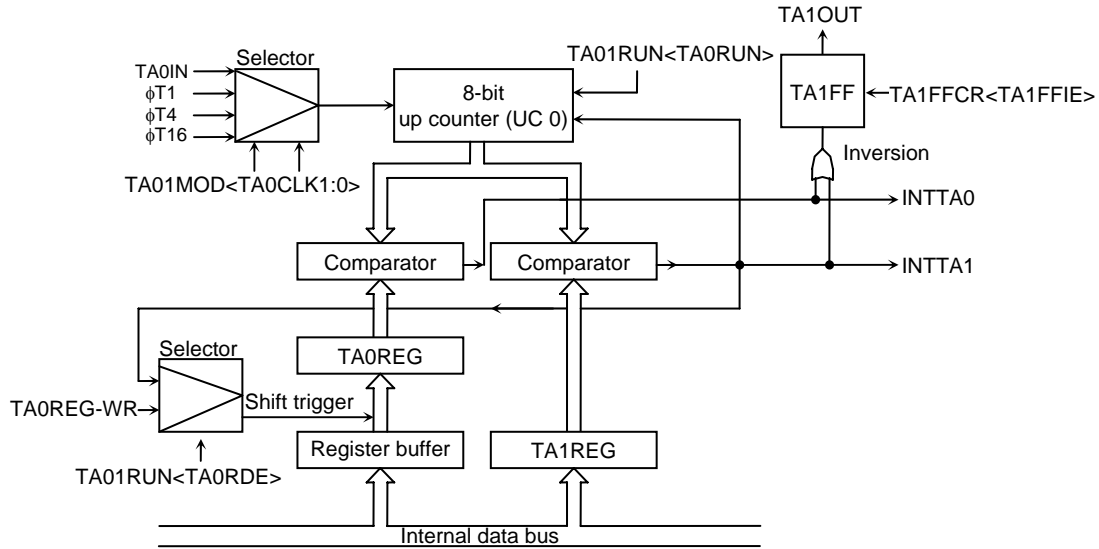 TA1OUT
Selector
TA01RUN<TA0RUN>
TA0IN
ϕT1
ϕT4
ϕT16
8-bit
up counter (UC 0)
TA1FF
TA1FFCR<TA1FFIE>
Inversion
TA01MOD<TA0CLK1:0>
INTTA0
Comparator
Comparator
INTTA1
Selector
TA0REG
TA0REG-WR
Shift trigger
Register buffer
TA1REG
TA01RUN<TA0RDE>
Internal data bus